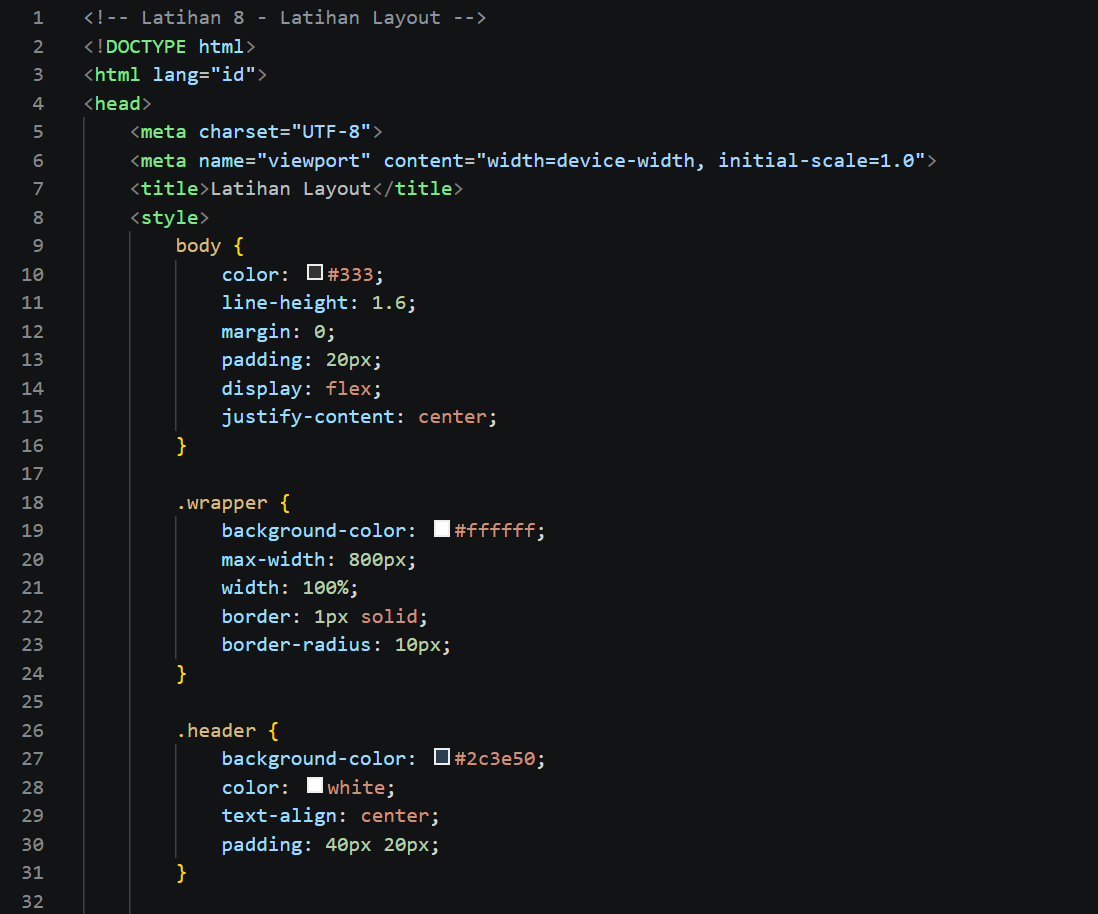 1 <!-- Latihan 8 - Latihan Layout -->
2 <!DOCTYPE html>
3 <html lang="id">
4 <head>
5     <meta charset="UTF-8">
6     <meta name="viewport" content="width=device-width, initial-scale=1.0">
7     <title>Latihan Layout</title>
8     <style>
9         body {
10             color: #333;
11             line-height: 1.6;
12             margin: 0;
13             padding: 20px;
14             display: flex;
15             justify-content: center;
16         }
17
18         .wrapper {
19             background-color: #ffffff;
20             max-width: 800px;
21             width: 100%;
22             border: 1px solid;
23             border-radius: 10px;
24         }
25
26         .header {
27             background-color: #2c3e50;
28             color: white;
29             text-align: center;
30             padding: 40px 20px;
31         }
32